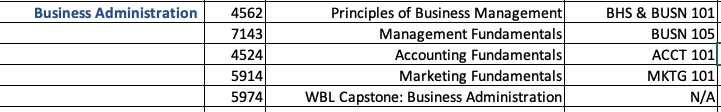 Business Administration 4562 Principles of Business Management BHS & BUSN 101
7143 Management Fundamentals BUSN 105
4524 Accounting Fundamentals ACCT 101
5914 Marketing Fundamentals MKTG 101
5974 WBL Capstone: Business Administration N/A